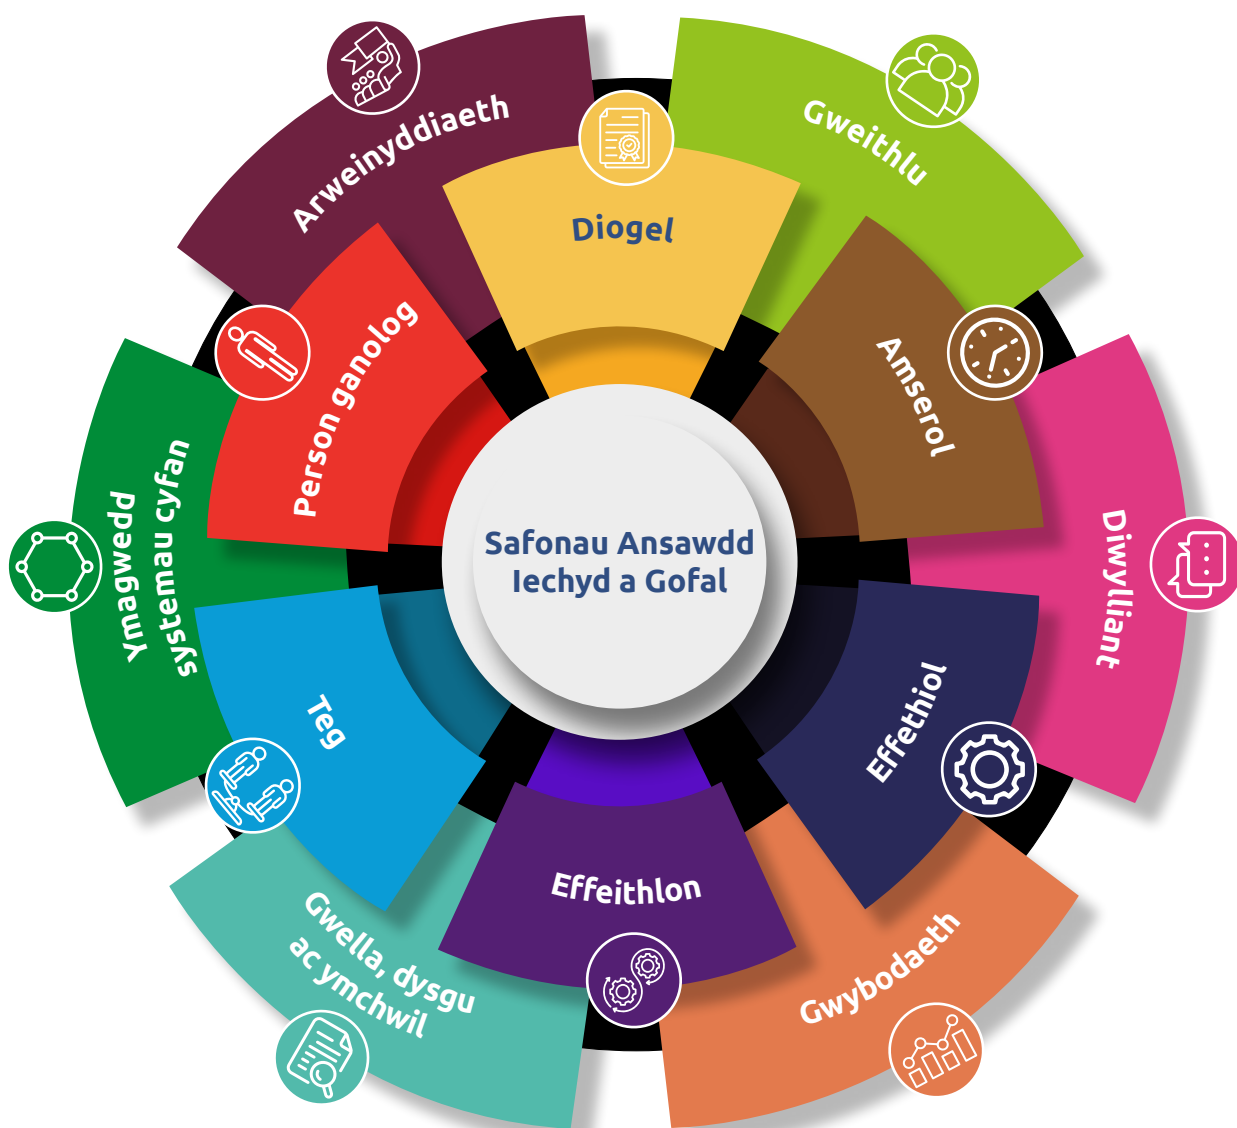 Arweinyddiaeth
Gweithlu
Diogel
Person ganolog
Amserol
Ymagwedd
systemau cyfan
Safonau Ansawdd
Iechyd a Gofal
Diwylliant
Teg
Effethiol
Effeithlon
Gwella, dysgu
ac ymchwil
Gwybodaeth